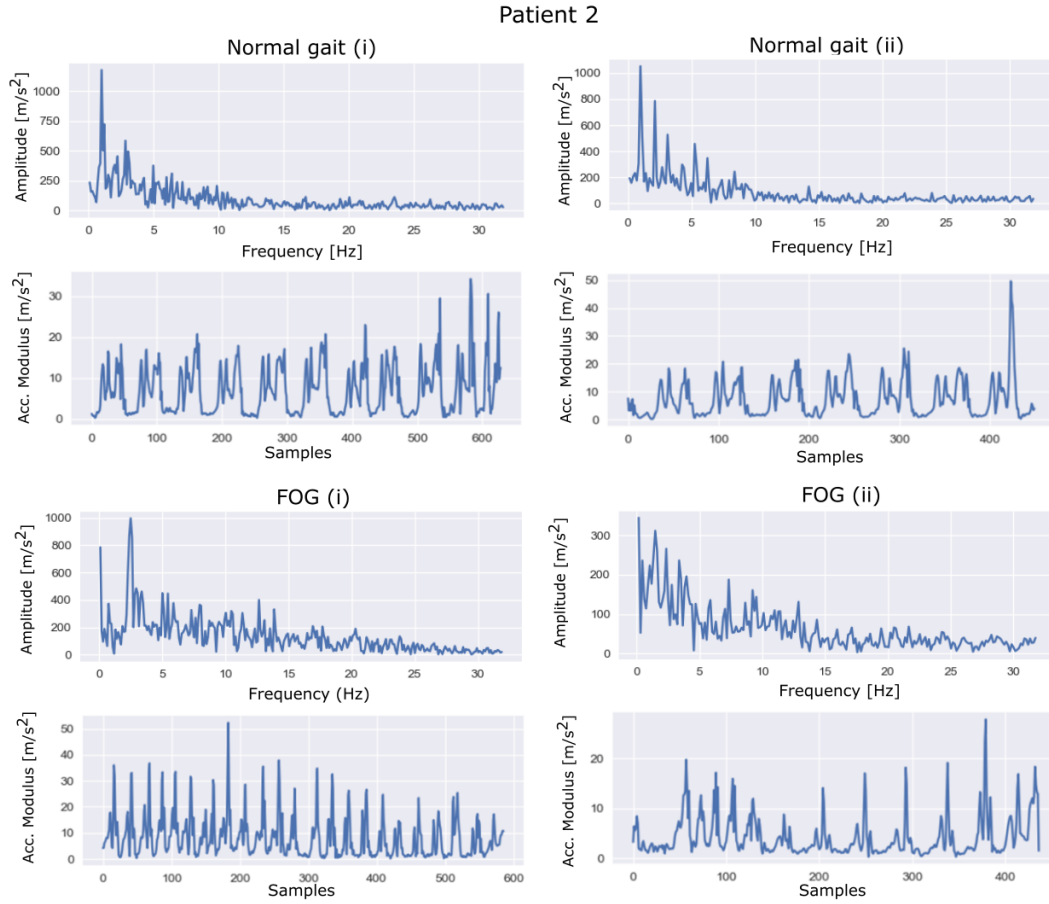 Patient 2
Normal gait (i)
Amplitude [m/s²]
1000
750
500
250
0
0 5 10 15 20 25 30
Frequency [Hz]
Acc. Modulus [m/s²]
30
20
10
0
0 100 200 300 400 500 600
Samples
Normal gait (ii)
Amplitude [m/s²]
1000
800
600
400
200
0
0 5 10 15 20 25 30
Frequency [Hz]
Acc. Modulus [m/s²]
50
40
30
20
10
0
0 100 200 300 400
Samples
FOG (i)
Amplitude [m/s²]
1000
800
600
400
200
0
0 5 10 15 20 25 30
Frequency (Hz)
Acc. Modulus [m/s²]
50
40
30
20
10
0
0 100 200 300 400 500 600
Samples
FOG (ii)
Amplitude [m/s²]
300
200
100
0
0 5 10 15 20 25 30
Frequency [Hz]
Acc. Modulus [m/s²]
20
10
0
0 100 200 300 400
Samples